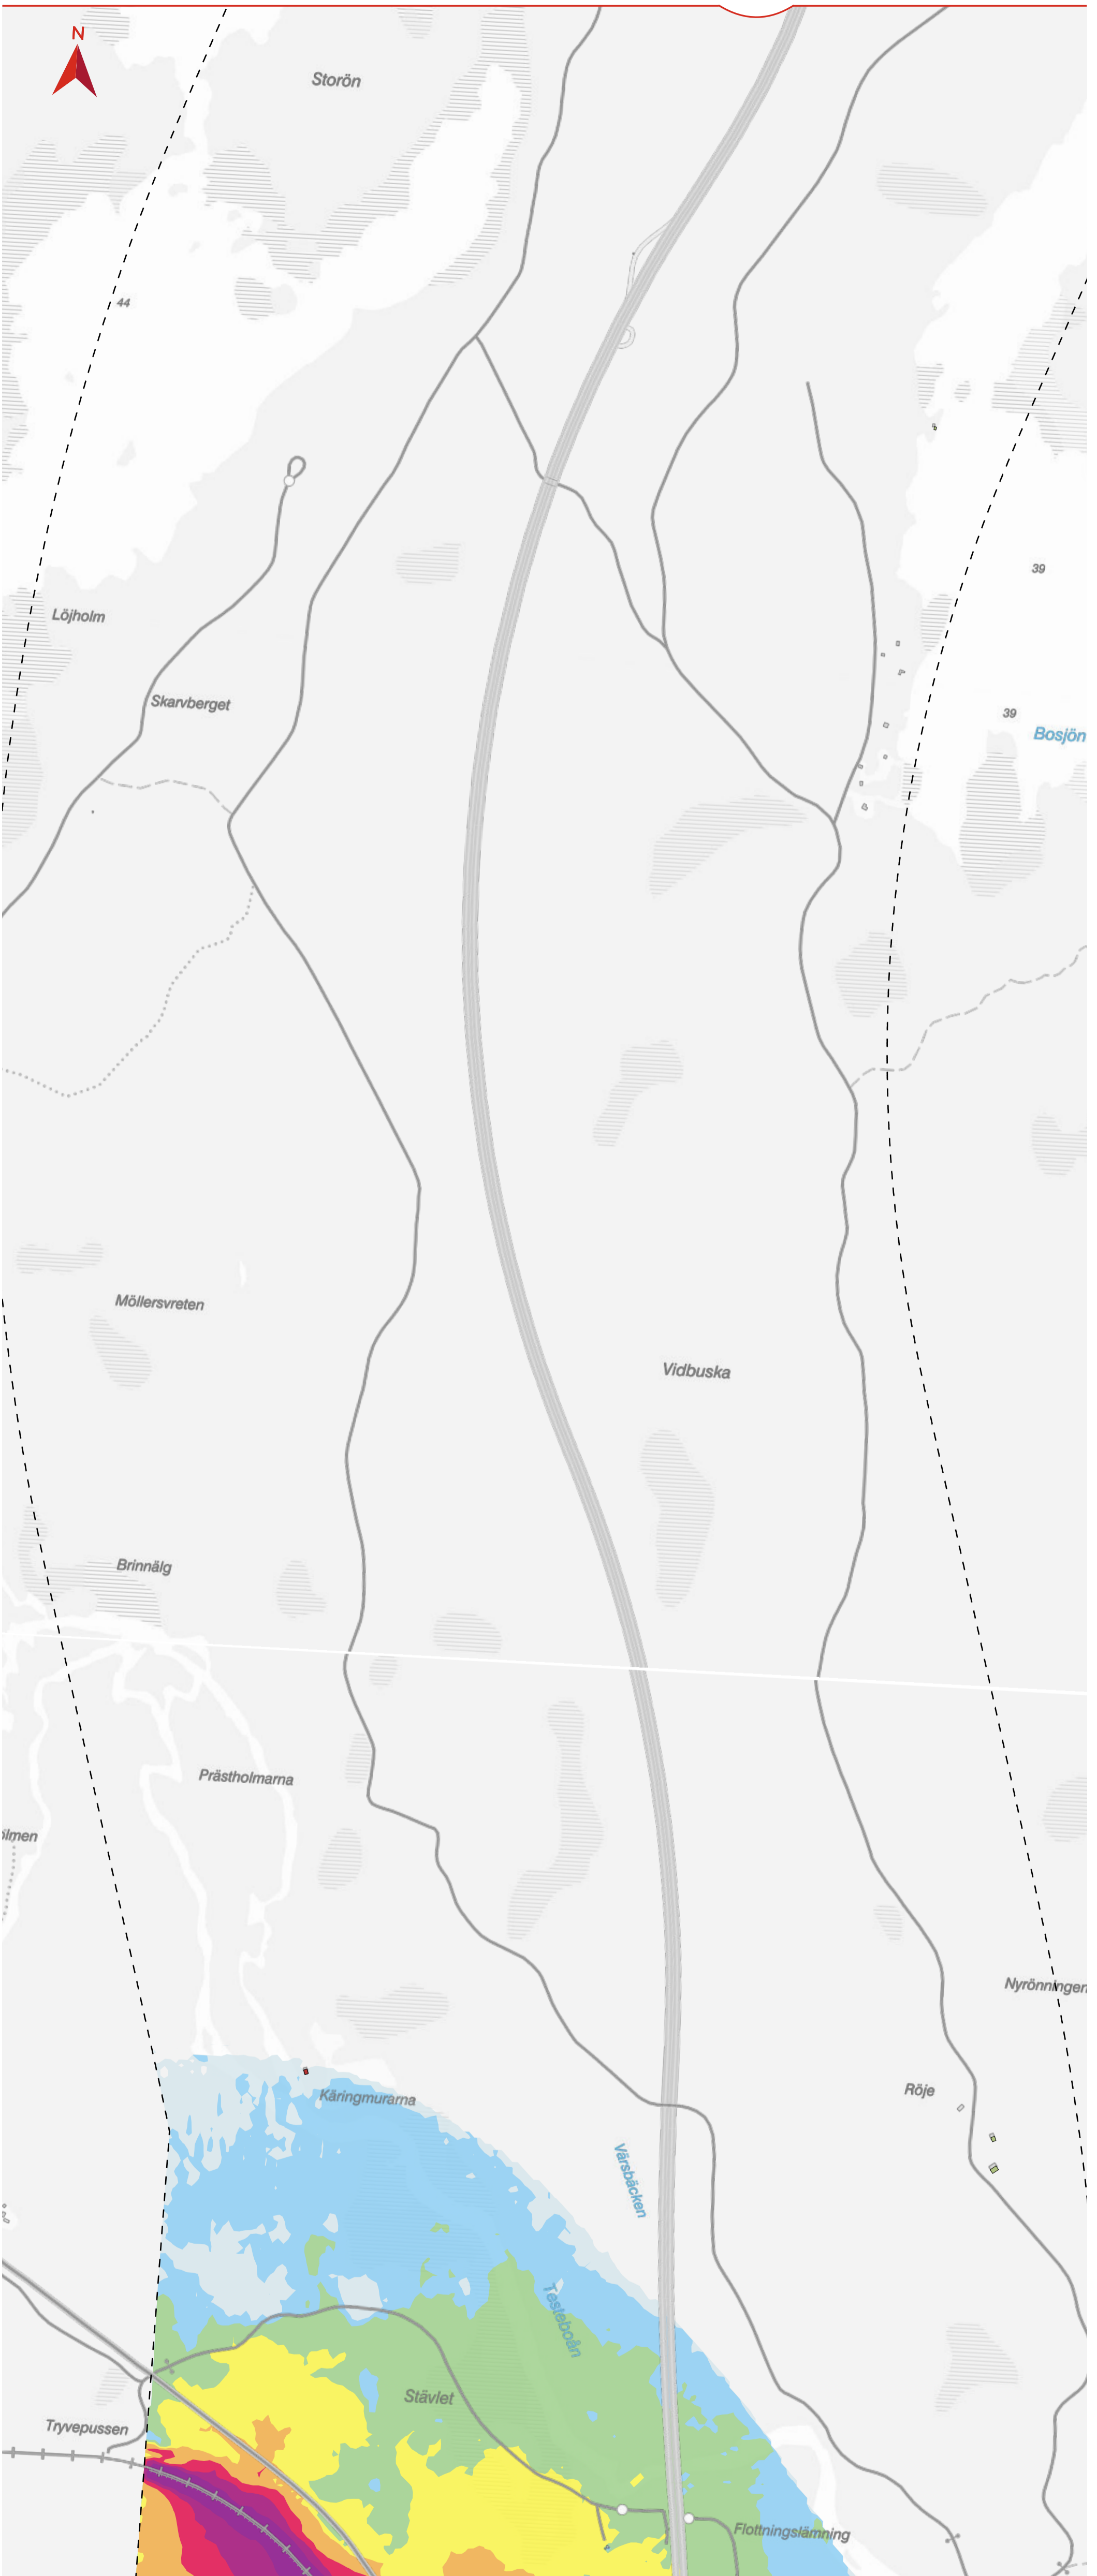 N
Storön
44
39
Löjholm
Skarvberget
39
Bosjön
Möllersvreten
Vidbuska
Brinnälg
Prästholmarna
ölmen
Nyrönningen
Röje
Käringmurarna
Värsbäcken
Testeboån
Stävlet
Tryvepussen
Flottningslämning